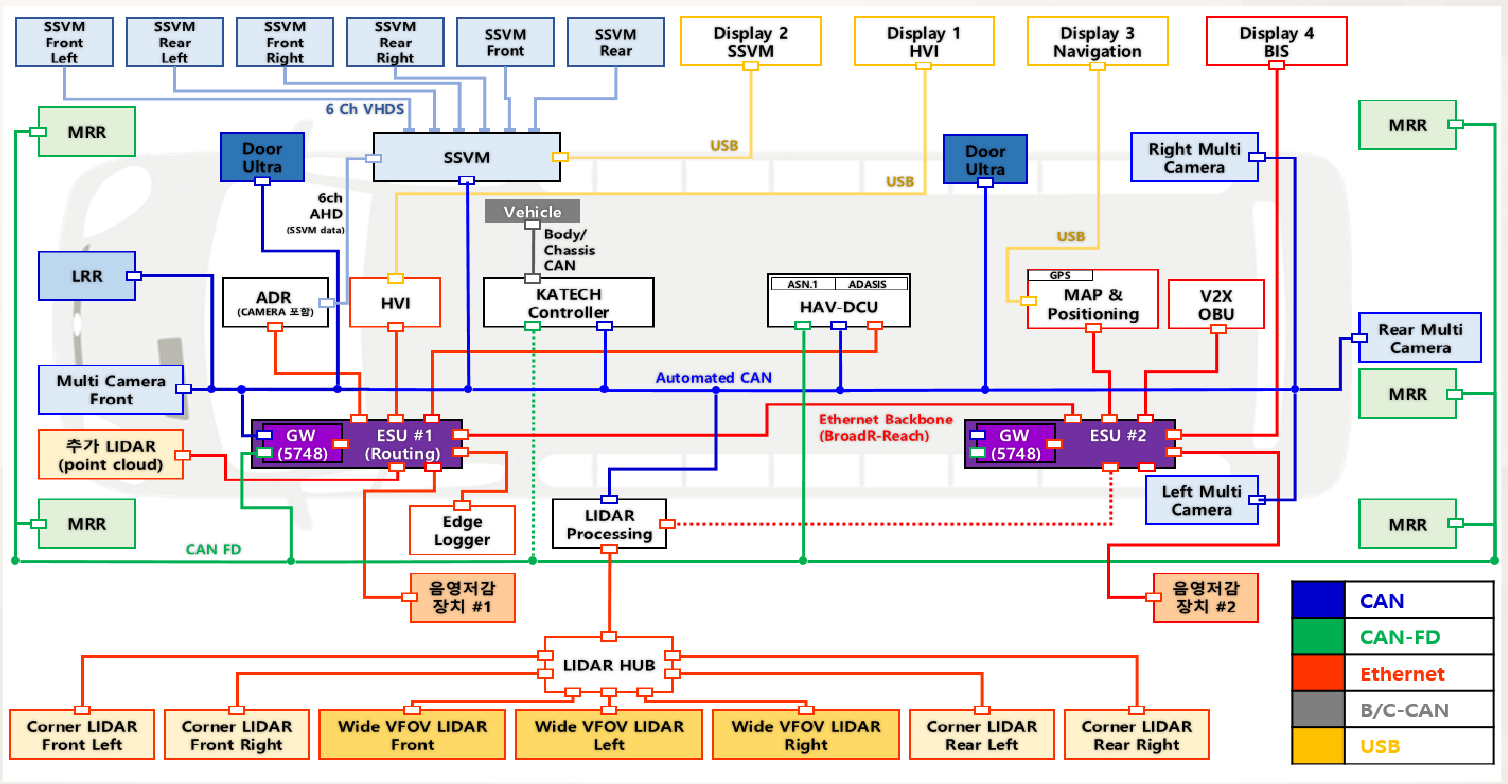 SSVM
Front
Left
SSVM
Rear
Left
SSVM
Front
Right
SSVM
Rear
Right
SSVM
Front
SSVM
Rear
Display 2
SSVM
Display 1
HVI
Display 3
Navigation
Display 4
BIS
6 Ch VHDS
MRR
MRR
Door
Ultra
SSVM
USB
Door
Ultra
Right Multi
Camera
USB
6ch
AHD
(SSVM data)
Vehicle
Body/
Chassis
CAN
USB
LRR
ADR
(CAMERA 포함)
HVI
KATECH
Controller
ASN.1
ADASIS
HAV-DCU
GPS
MAP &
Positioning
V2X
OBU
Rear Multi
Camera
Multi Camera
Front
Automated CAN
MRR
추가 LIDAR
(point cloud)
GW
(5748)
ESU #1
(Routing)
Ethernet Backbone
(BroadR-Reach)
GW
(5748)
ESU #2
MRR
Edge
Logger
LIDAR
Processing
Left Multi
Camera
MRR
CAN FD
음영저감
장치 #1
음영저감
장치 #2
CAN
CAN-FD
Ethernet
B/C-CAN
USB
LIDAR HUB
Corner LIDAR
Front Left
Corner LIDAR
Front Right
Wide VFOV LIDAR
Front
Wide VFOV LIDAR
Left
Wide VFOV LIDAR
Right
Corner LIDAR
Rear Left
Corner LIDAR
Rear Right